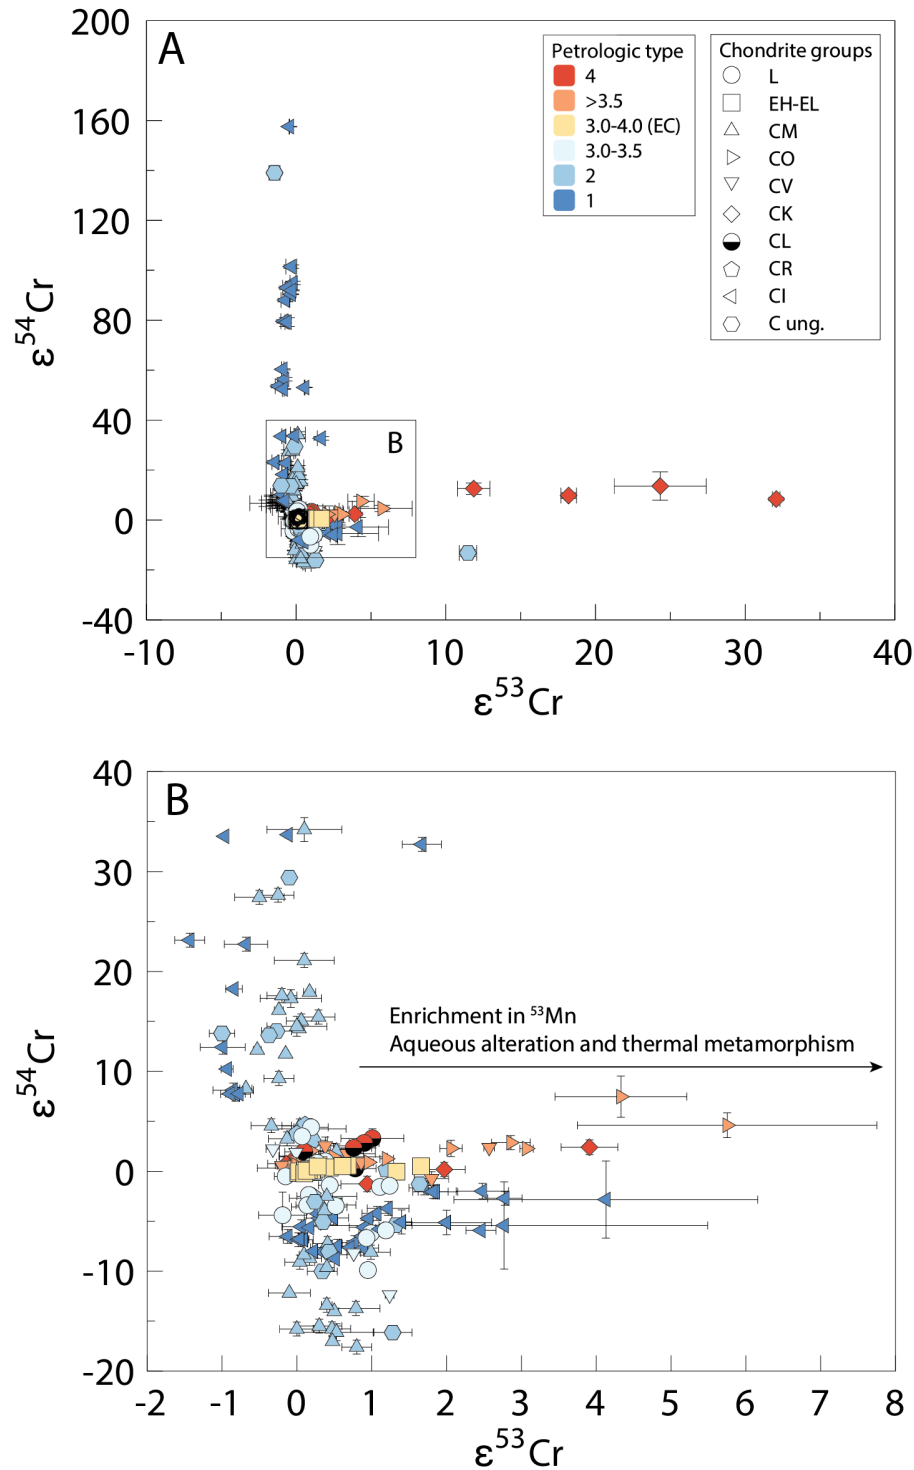 A
200
160
120
80
40
0
-40
ε⁵⁴Cr
Petrologic type
4
>3.5
3.0-4.0 (EC)
3.0-3.5
2
1
Chondrite groups
L
EH-EL
CM
CO
CV
CK
CL
CR
CI
C ung.
B
-10 0 10 20 30 40
ε⁵³Cr
B
40
30
20
10
0
-10
-20
ε⁵⁴Cr
Enrichment in ⁵³Mn
Aqueous alteration and thermal metamorphism
-2 -1 0 1 2 3 4 5 6 7 8
ε⁵³Cr